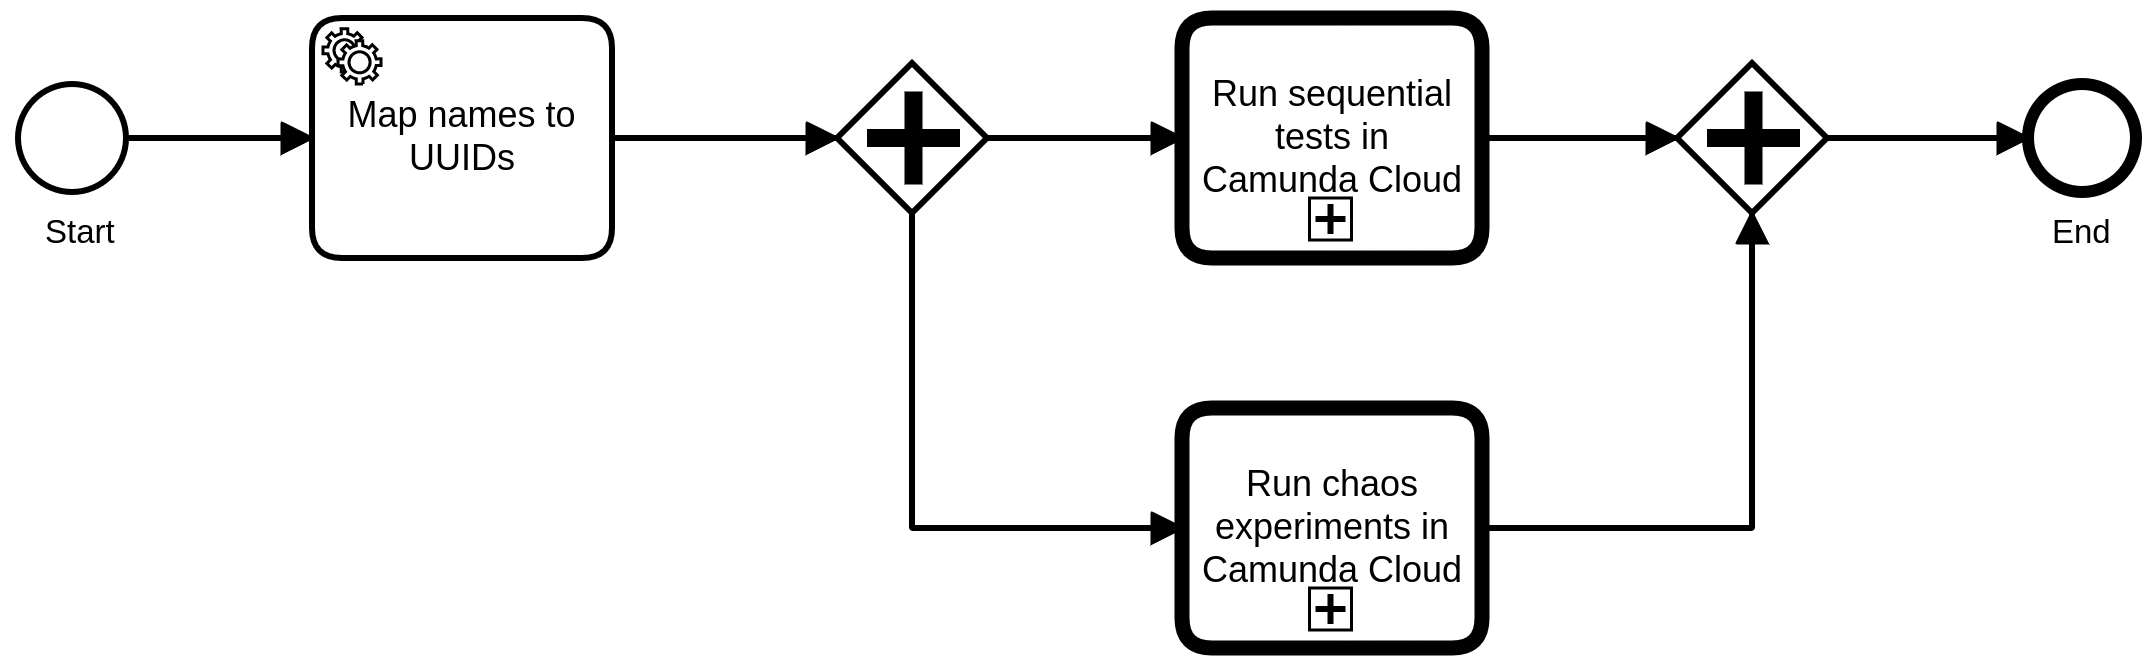 Start
Map names to
UUIDs
Run sequential
tests in
Camunda Cloud
Run chaos
experiments in
Camunda Cloud
End